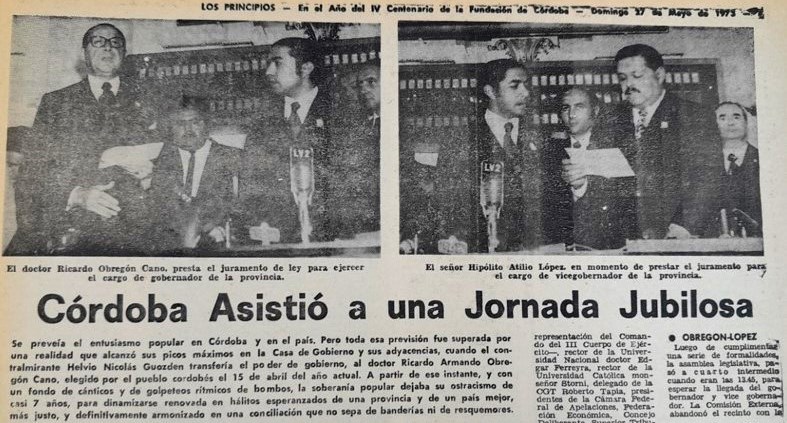 LOS PRINCIPIOS — En el Año del IV Centenario de la Fundación de Córdoba — Domingo 27 de Mayo de 1973
LV2
LV2
El doctor Ricardo Obregón Cano, presta el juramento de ley para ejercer
el cargo de gobernador de la provincia.
El señor Hipólito Atilio López, en momento de prestar el juramento para
el cargo de vicegobernador de la provincia.
Córdoba Asistió a una Jornada Jubilosa
Se preveía el entusiasmo popular en Córdoba y en el país. Pero toda esa previsión fue superada por
una realidad que alcanzó sus picos máximos en la Casa de Gobierno y sus adyacencias, cuando el con-
tralmirante Helvio Nicolás Guozden transfería el poder de gobierno, al doctor Ricardo Armando Obre-
gón Cano, elegido por el pueblo cordobés el 15 de abril del año actual. A partir de ese instante, y con
un fondo de cánticos y de golpeteos rítmicos de bombos, la soberanía popular dejaba su ostracismo de
casi 7 años, para dinamizarse renovada en hálitos esperanzados de una provincia y de un país mejor,
más justo, y definitivamente armonizado en una conciliación que no sepa de banderías ni de resquemores.
representación del Coman-
do del III Cuerpo de Ejér-
cito—, rector de la Univer-
sidad Nacional doctor Ed-
gar Ferreyra, rector de la
Universidad Católica mon-
señor Storni, delegado de la
CGT Roberto Tapia, presi-
dentes de la Cámara Fede-
ral de Apelaciones, Federa-
ción Económica, Concejo
Deliberante, Superior Tribu-
● OBREGON-LOPEZ
Luego de cumplimentar
una serie de formalidades,
la asamblea legislativa, pa-
só a cuarto intermedio
cuando eran las 13.45, para
esperar la llegada del go-
bernador y vice goberna-
dor. La Comisión Externa
abandonó el recinto con la